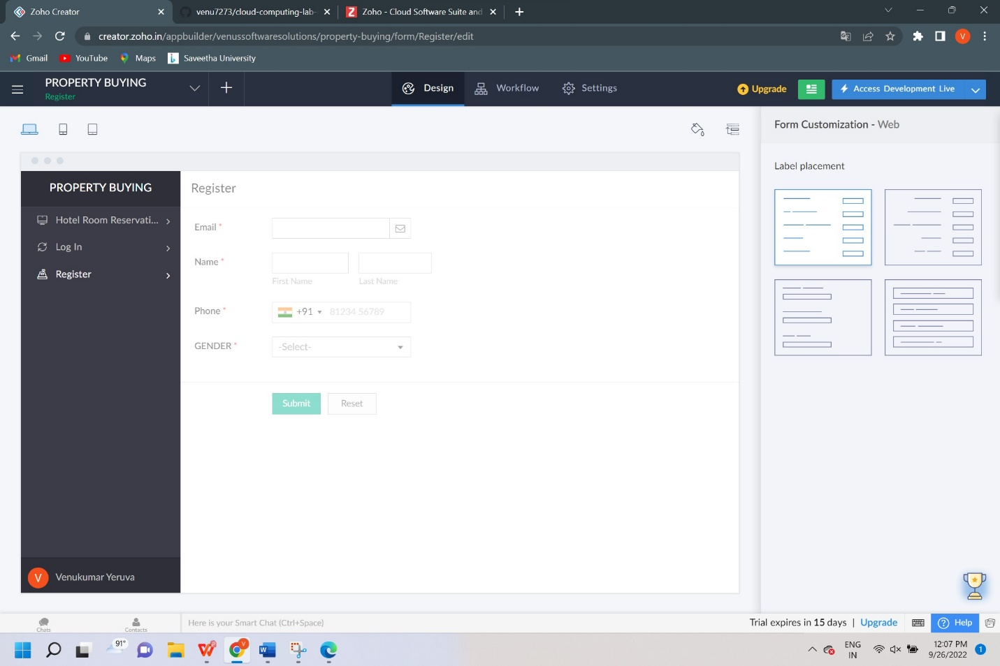 Zoho Creator
venu7273/cloud-computing-lab-
Z Zoho - Cloud Software Suite and
creator.zoho.in/appbuilder/venussoftwaresolutions/property-buying/form/Register/edit
V
Gmail
YouTube
Maps
Saveetha University
PROPERTY BUYING
Register
Design
Workflow
Settings
Upgrade
Access Development Live
Form Customization - Web
Label placement
PROPERTY BUYING
Hotel Room Reservati...
Log In
Register
Register
Email *
Name *
First Name
Last Name
Phone *
+91
81234 56789
GENDER *
-Select-
Submit
Reset
V
Venukumar Yeruva
Chats
Contacts
Here is your Smart Chat (Ctrl+Space)
Trial expires in 15 days | Upgrade
? Help
91°
V
W
ENG
IN
12:07 PM
9/26/2022
1